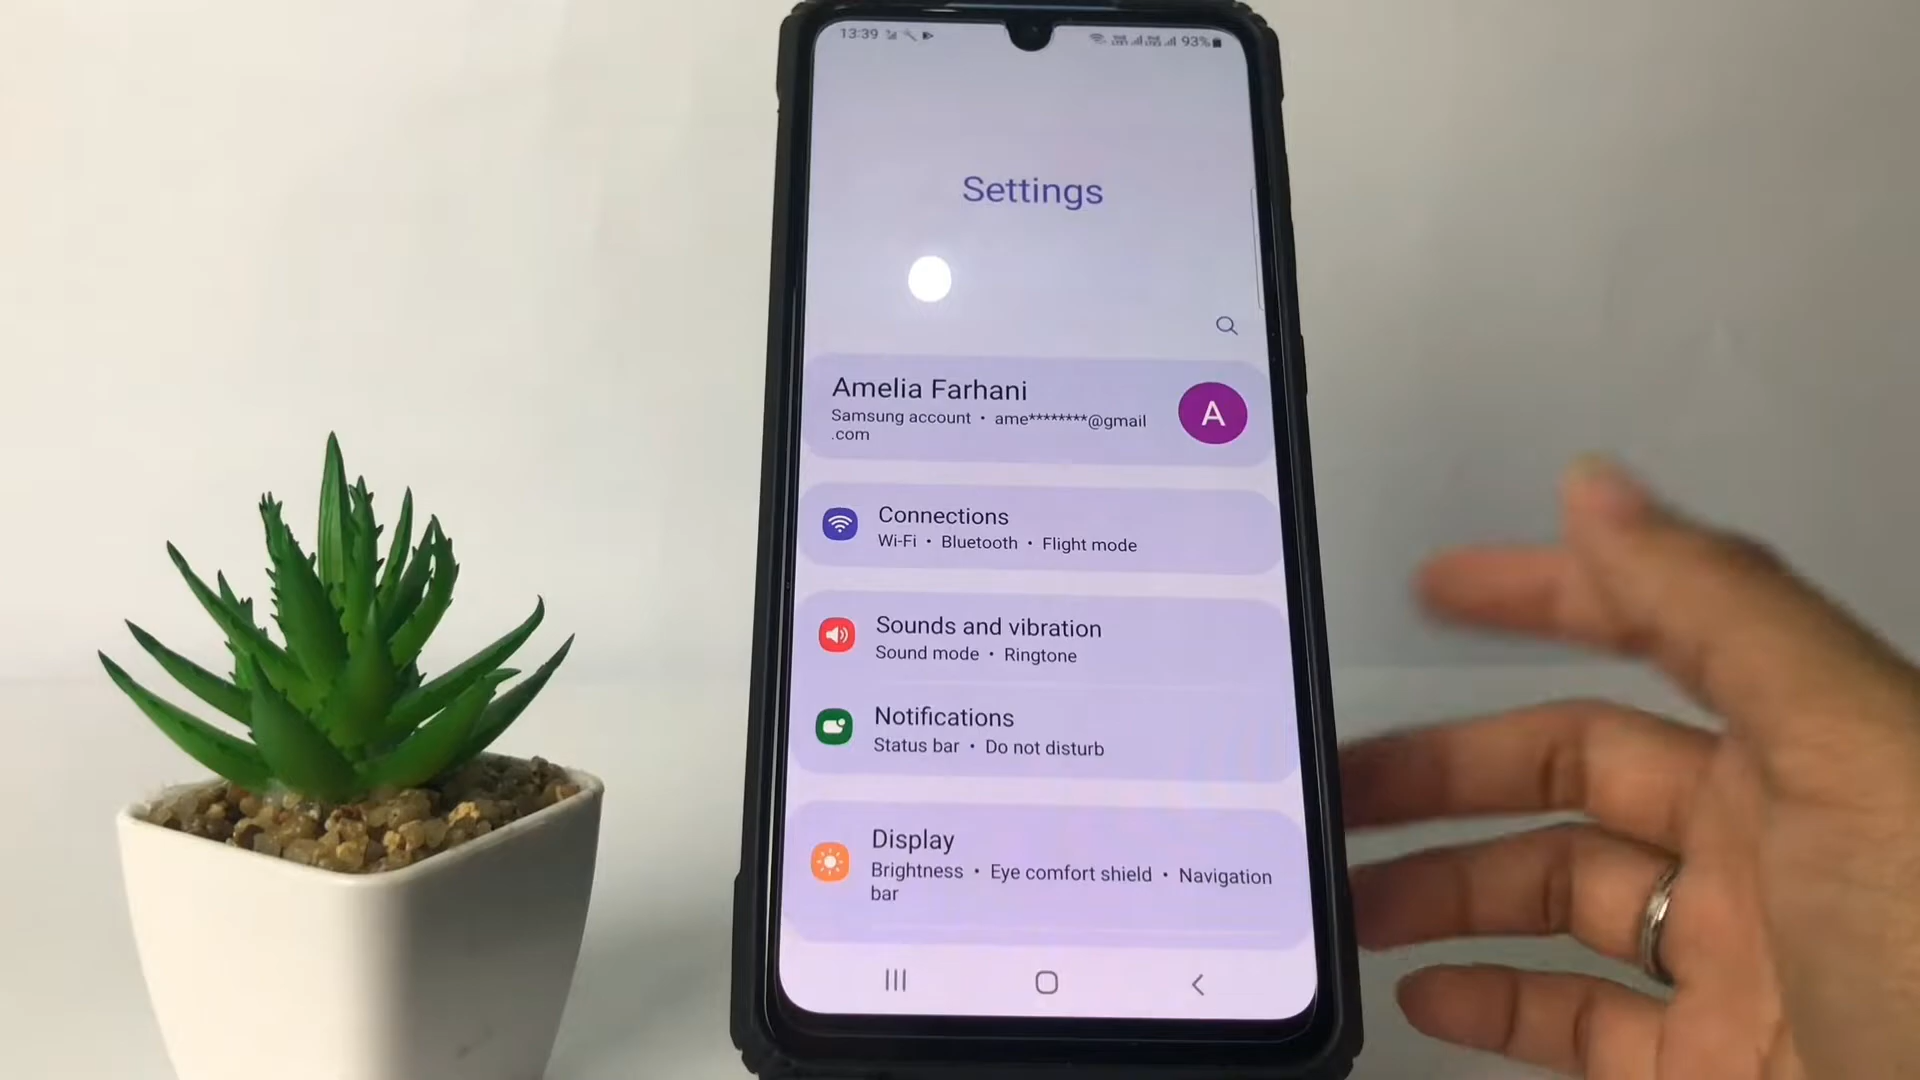 13:39 93%
Settings
Amelia Farhani
Samsung account • ame********@gmail
.com
A
Connections
Wi-Fi • Bluetooth • Flight mode
Sounds and vibration
Sound mode • Ringtone
Notifications
Status bar • Do not disturb
Display
Brightness • Eye comfort shield • Navigation
bar